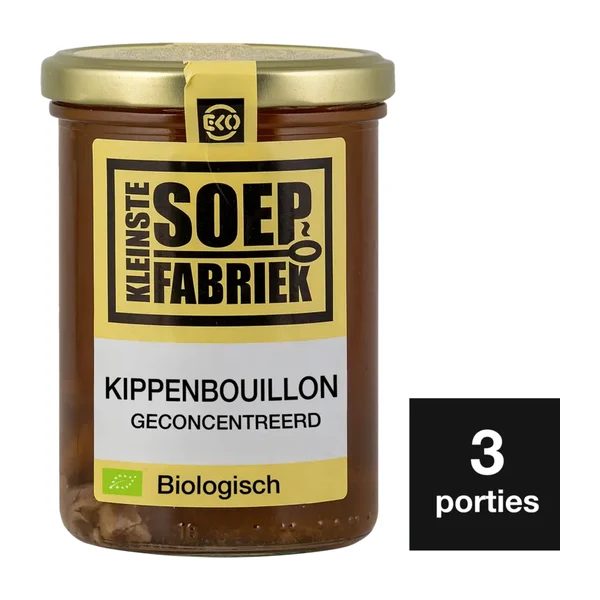 EKO
KLEINSTE
SOEP
FABRIEK
KIPPENBOUILLON
GECONCENTREERD
Biologisch
3
porties